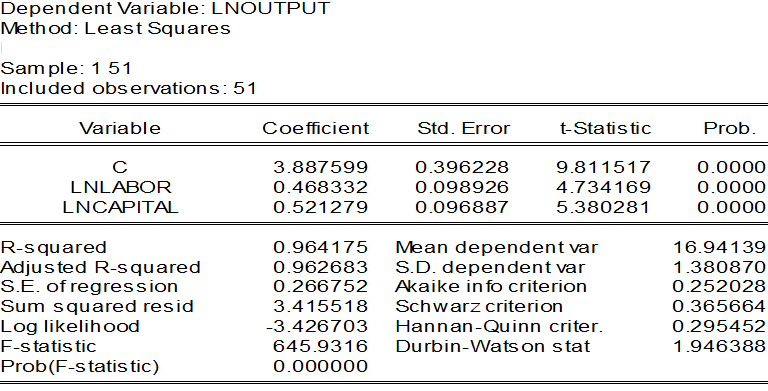 Dependent Variable: LNOUTPUT
Method: Least Squares
Sample: 1 51
Included observations: 51
Variable Coefficient Std. Error t-Statistic Prob.
C 3.887599 0.396228 9.811517 0.0000
LNLABOR 0.468332 0.098926 4.734169 0.0000
LNCAPITAL 0.521279 0.096887 5.380281 0.0000
R-squared 0.964175 Mean dependent var 16.94139
Adjusted R-squared 0.962683 S.D. dependent var 1.380870
S.E. of regression 0.266752 Akaike info criterion 0.252028
Sum squared resid 3.415518 Schwarz criterion 0.365664
Log likelihood -3.426703 Hannan-Quinn criter. 0.295452
F-statistic 645.9316 Durbin-Watson stat 1.946388
Prob(F-statistic) 0.000000